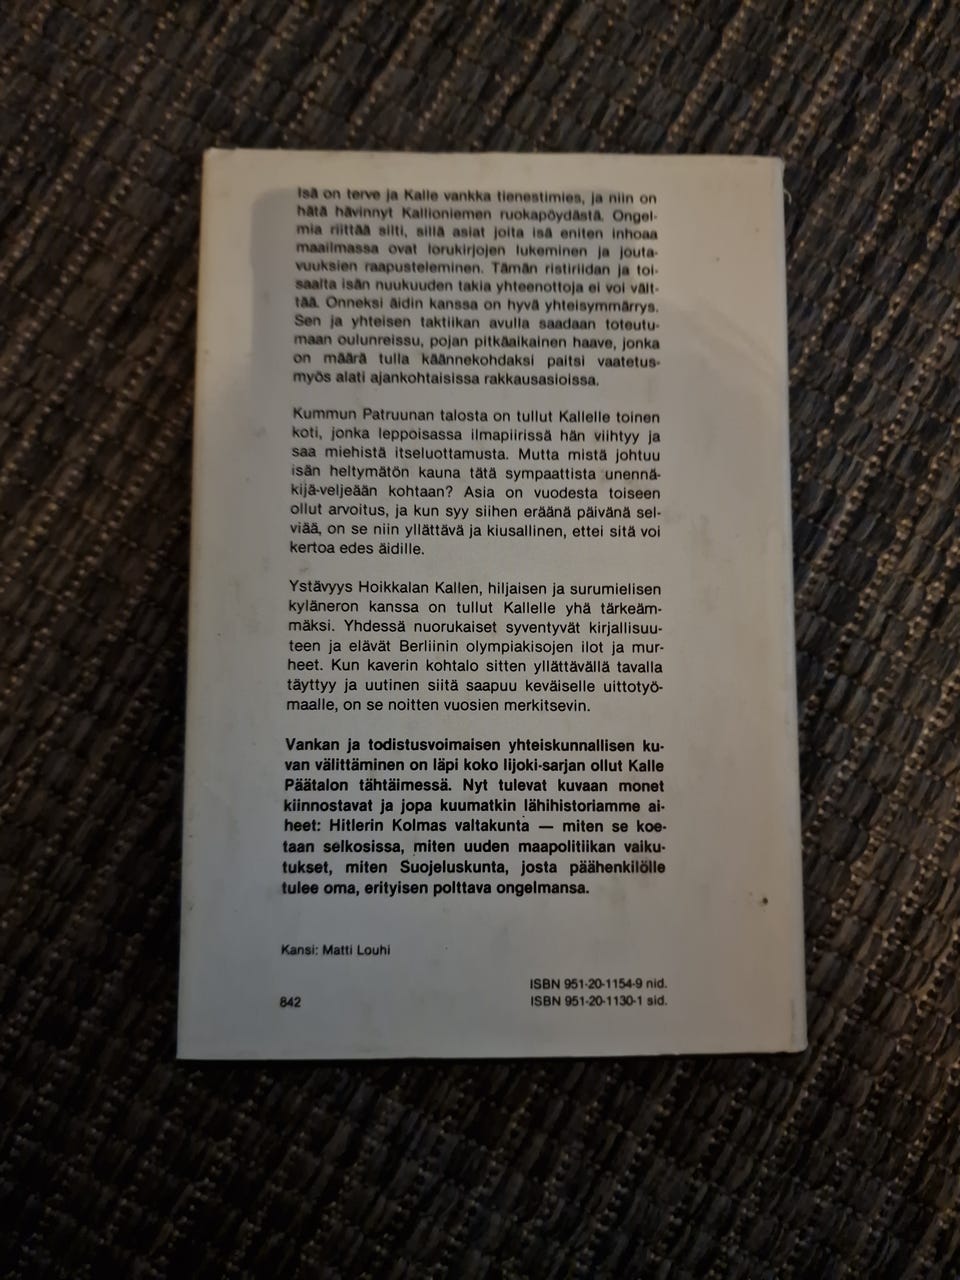 Isä on terve ja Kalle vankka tienestimies, ja niin on
hätä hävinnyt Kallioniemen ruokapöydästä. Ongel-
mia riittää silti, sillä asiat joita isä eniten inhoaa
maailmassa ovat lorukirjojen lukeminen ja jouta-
vuuksien raapusteleminen. Tämän ristiriidan ja toi-
saalta isän nuukuuden takia yhteenottoja ei voi vält-
tää. Onneksi äidin kanssa on hyvä yhteisymmärrys.
Sen ja yhteisen taktiikan avulla saadaan toteutu-
maan oulunreissu, pojan pitkäaikainen haave, jonka
on määrä tulla käännekohdaksi paitsi vaatetus-
myös alati ajankohtaisissa rakkausasioissa.
Kummun Patruunan talosta on tullut Kallelle toinen
koti, jonka leppoisassa ilmapiirissä hän viihtyy ja
saa miehistä itseluottamusta. Mutta mistä johtuu
isän heltymätön kauna tätä sympaattista unennä-
kijä-veljeään kohtaan? Asia on vuodesta toiseen
ollut arvoitus, ja kun syy siihen eräänä päivänä sel-
viää, on se niin yllättävä ja kiusallinen, ettei sitä voi
kertoa edes äidille.
Ystävyys Hoikkalan Kallen, hiljaisen ja surumielisen
kyläneron kanssa on tullut Kallelle yhä tärkeäm-
mäksi. Yhdessä nuorukaiset syventyvät kirjallisuu-
teen ja elävät Berliinin olympiakisojen ilot ja mur-
heet. Kun kaverin kohtalo sitten yllättävällä tavalla
täyttyy ja uutinen siitä saapuu keväiselle uittotyö-
maalle, on se noitten vuosien merkitsevin.
Vankan ja todistusvoimaisen yhteiskunnallisen ku-
van välittäminen on läpi koko Iijoki-sarjan ollut Kalle
Päätalon tähtäimessä. Nyt tulevat kuvaan monet
kiinnostavat ja jopa kuumatkin lähihistoriamme ai-
heet: Hitlerin Kolmas valtakunta — miten se koe-
taan selkosissa, miten uuden maapolitiikan vaiku-
tukset, miten Suojeluskunta, josta päähenkilölle
tulee oma, erityisen polttava ongelmansa.
Kansi: Matti Louhi
ISBN 951-20-1154-9 nid.
842 ISBN 951-20-1130-1 sid.